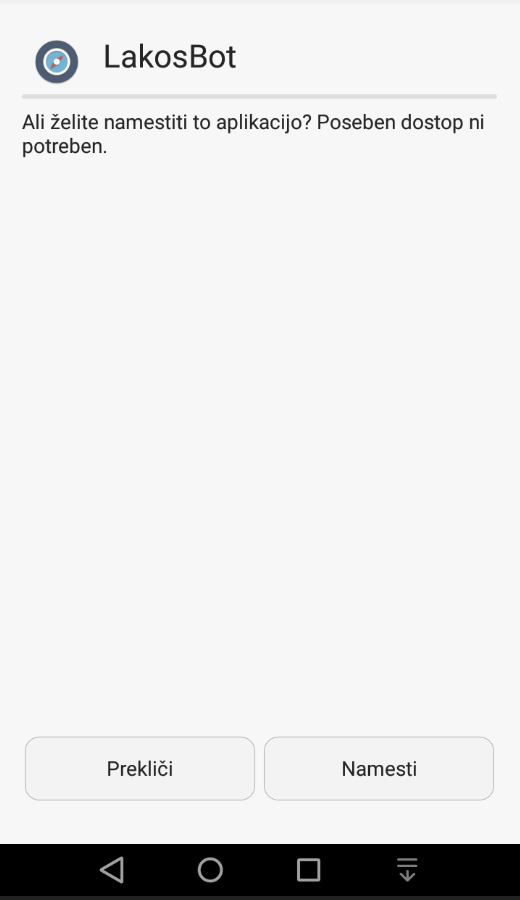 LakosBot
Ali želite namestiti to aplikacijo? Poseben dostop ni
potreben.
Prekliči
Namesti